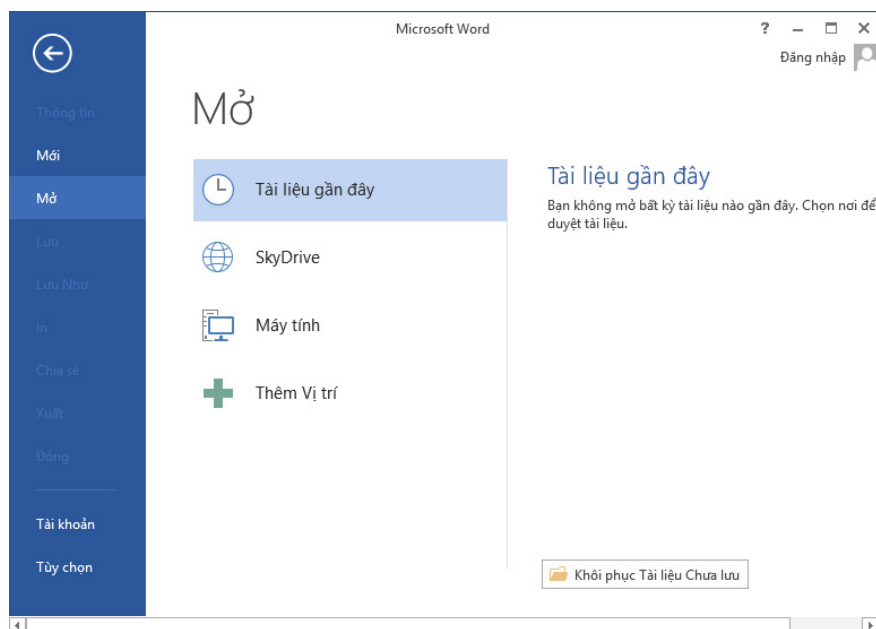 Microsoft Word
?
Đăng nhập
Thông tin
Mới
Mở
Lưu
Lưu Như
In
Chia sẻ
Xuất
Đóng
Tài khoản
Tùy chọn
Mở
Tài liệu gần đây
SkyDrive
Máy tính
Thêm Vị trí
Tài liệu gần đây
Bạn không mở bất kỳ tài liệu nào gần đây. Chọn nơi để
duyệt tài liệu.
Khôi phục Tài liệu Chưa lưu